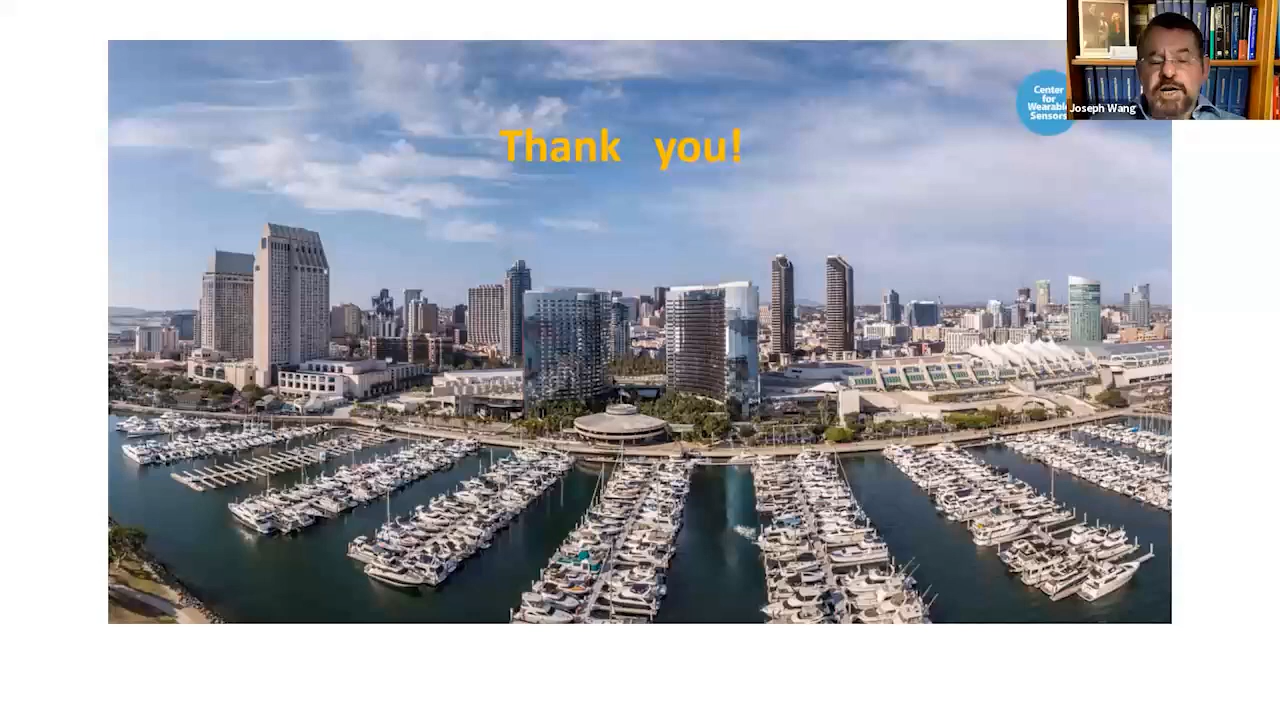 Thank you!
Center
for
Wearable
Sensors
Joseph Wang